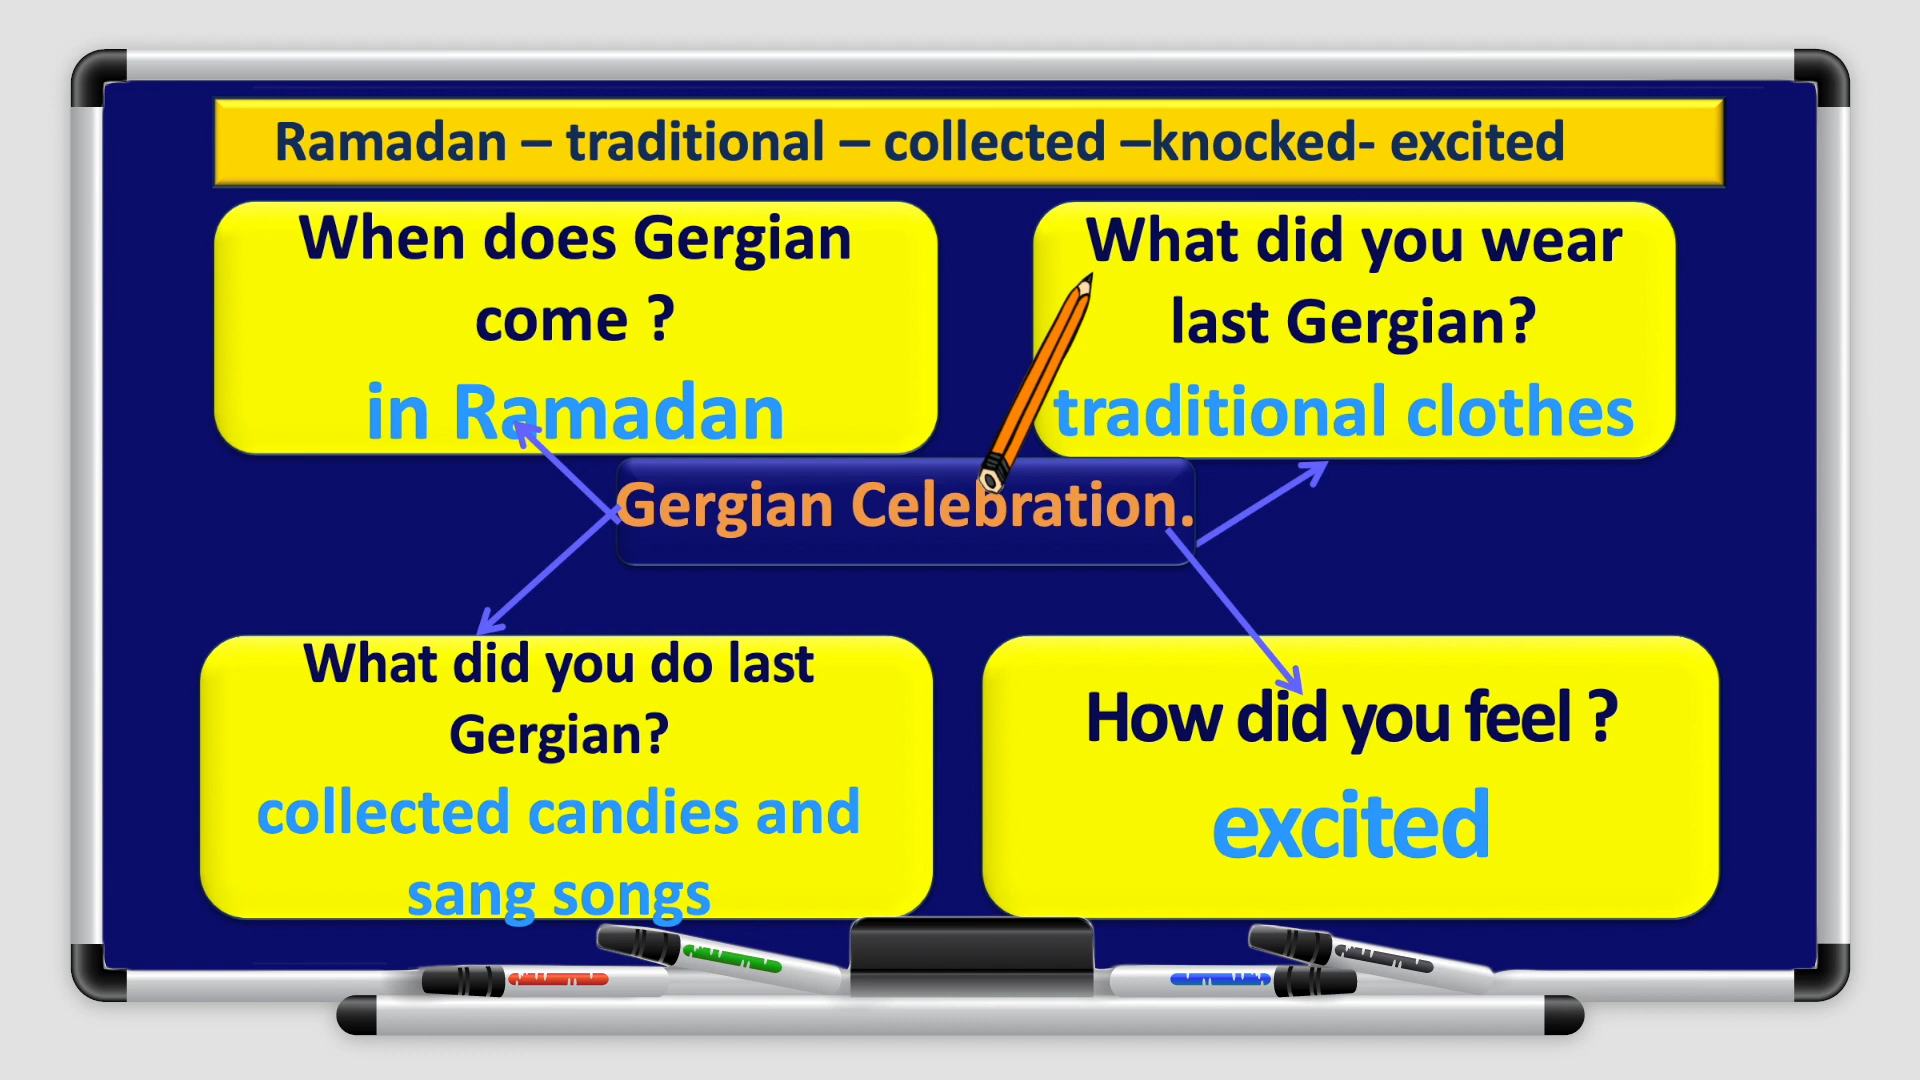 Ramadan – traditional – collected –knocked- excited
When does Gergian
come ?
in Ramadan
What did you wear
last Gergian?
traditional clothes
Gergian Celebration.
What did you do last
Gergian?
collected candies and
sang songs
How did you feel ?
excited